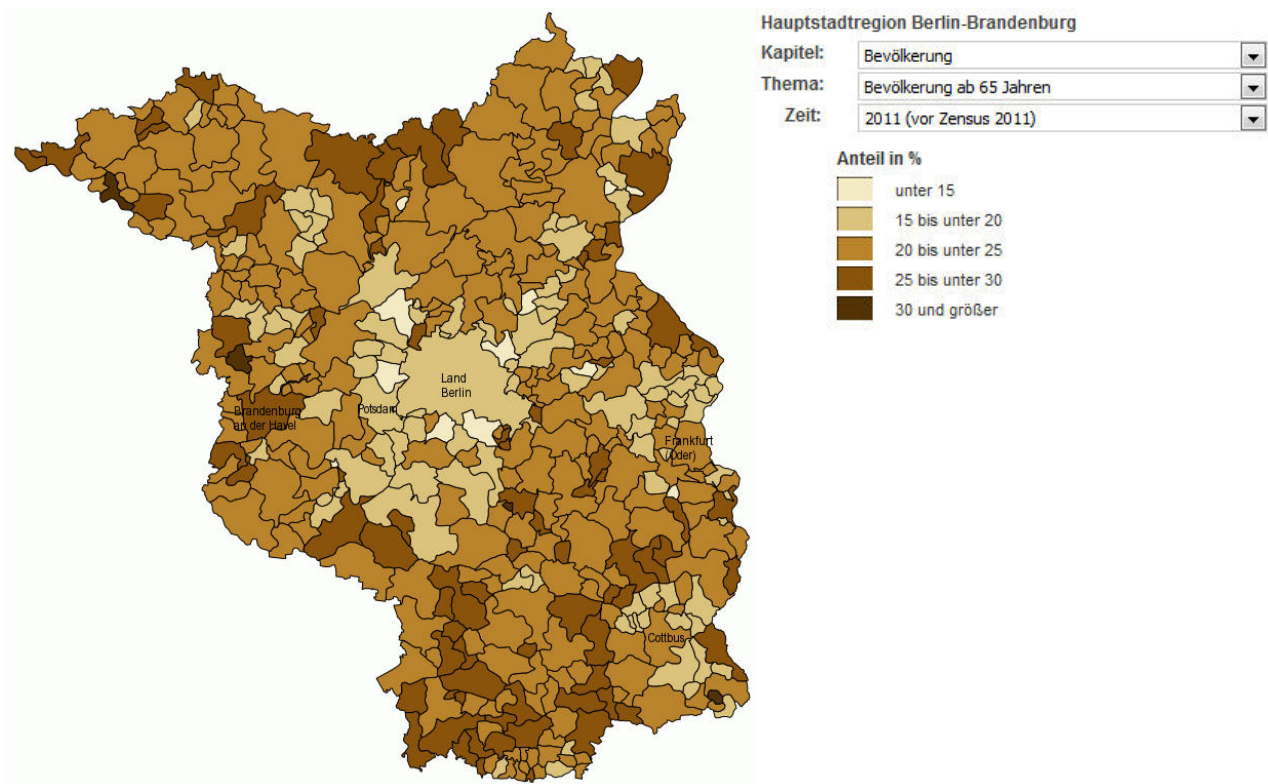 Hauptstadtregion Berlin-Brandenburg
Kapitel: Bevölkerung
Thema: Bevölkerung ab 65 Jahren
Zeit: 2011 (vor Zensus 2011)
Anteil in %
unter 15
15 bis unter 20
20 bis unter 25
25 bis unter 30
30 und größer
Land
Berlin
Brandenburg
an der Havel
Potsdam
Frankfurt
(Oder)
Cottbus